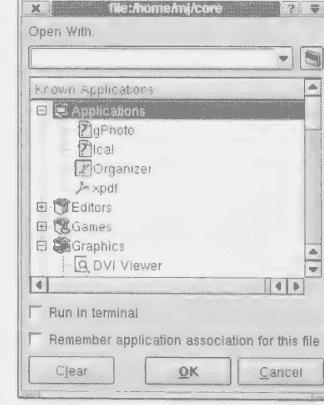 file:/home/mj/core
Open With:
Known Applications
Applications
gPhoto
Ical
Organizer
xpdf
Editors
Games
Graphics
DVI Viewer
Run in terminal
Remember application association for this file
Clear
OK
Cancel